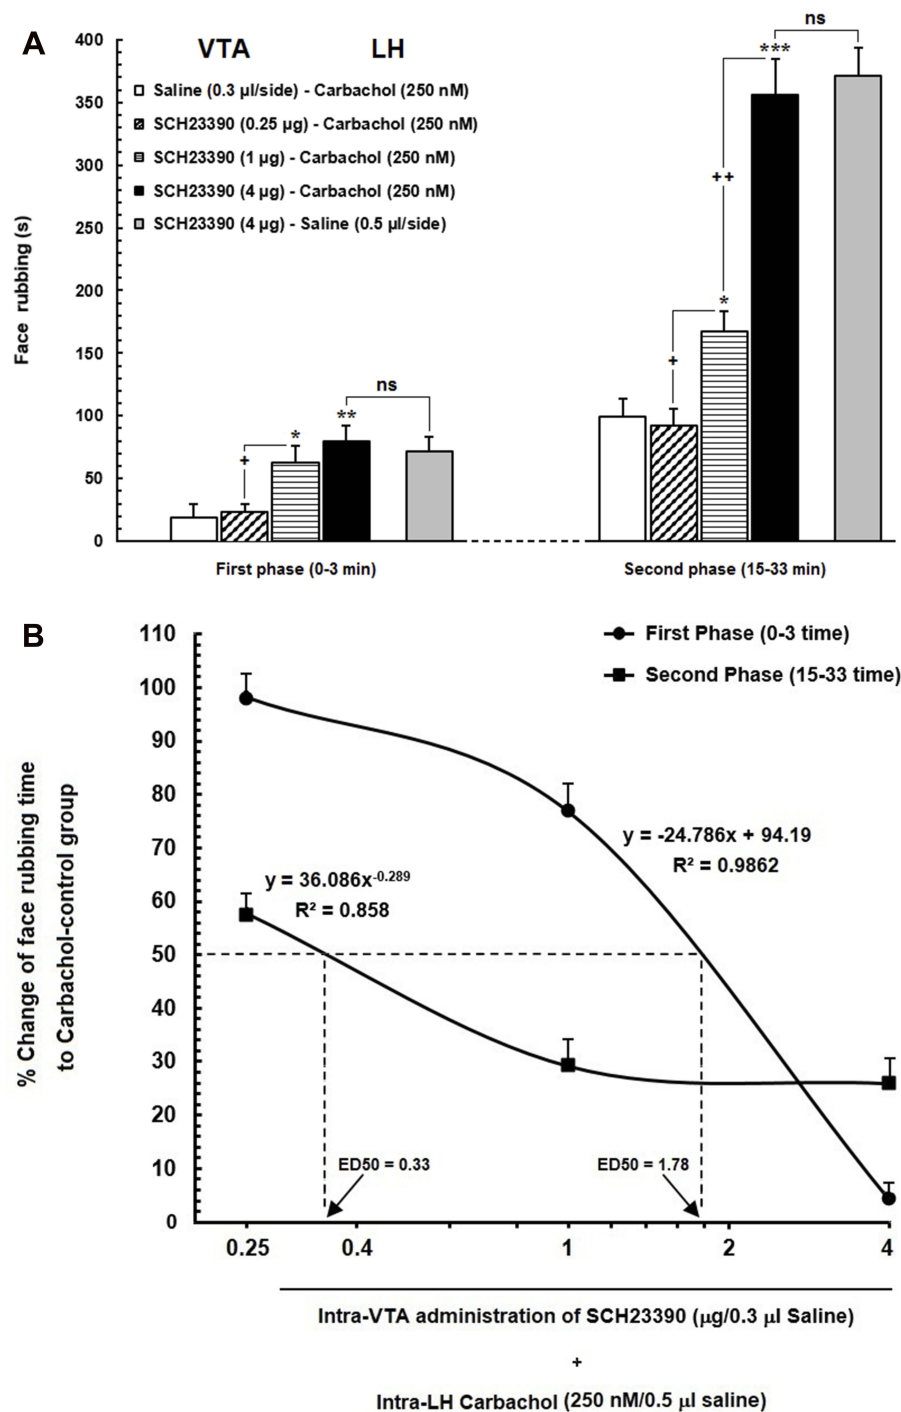 A
VTA LH
Saline (0.3 µl/side) - Carbachol (250 nM)
SCH23390 (0.25 µg) - Carbachol (250 nM)
SCH23390 (1 µg) - Carbachol (250 nM)
SCH23390 (4 µg) - Carbachol (250 nM)
SCH23390 (4 µg) - Saline (0.5 µl/side)
Face rubbing (s)
400
350
300
250
200
150
100
50
0
+
*
**
ns
+
*
++
***
ns
First phase (0-3 min)
Second phase (15-33 min)
B
First Phase (0-3 time)
Second Phase (15-33 time)
% Change of face rubbing time
to Carbachol-control group
110
100
90
80
70
60
50
40
30
20
10
0
y = -24.786x + 94.19
R² = 0.9862
y = 36.086x⁻⁰·²⁸⁹
R² = 0.858
ED50 = 0.33
ED50 = 1.78
0.25 0.4 1 2 4
Intra-VTA administration of SCH23390 (µg/0.3 µl Saline)
+
Intra-LH Carbachol (250 nM/0.5 µl saline)